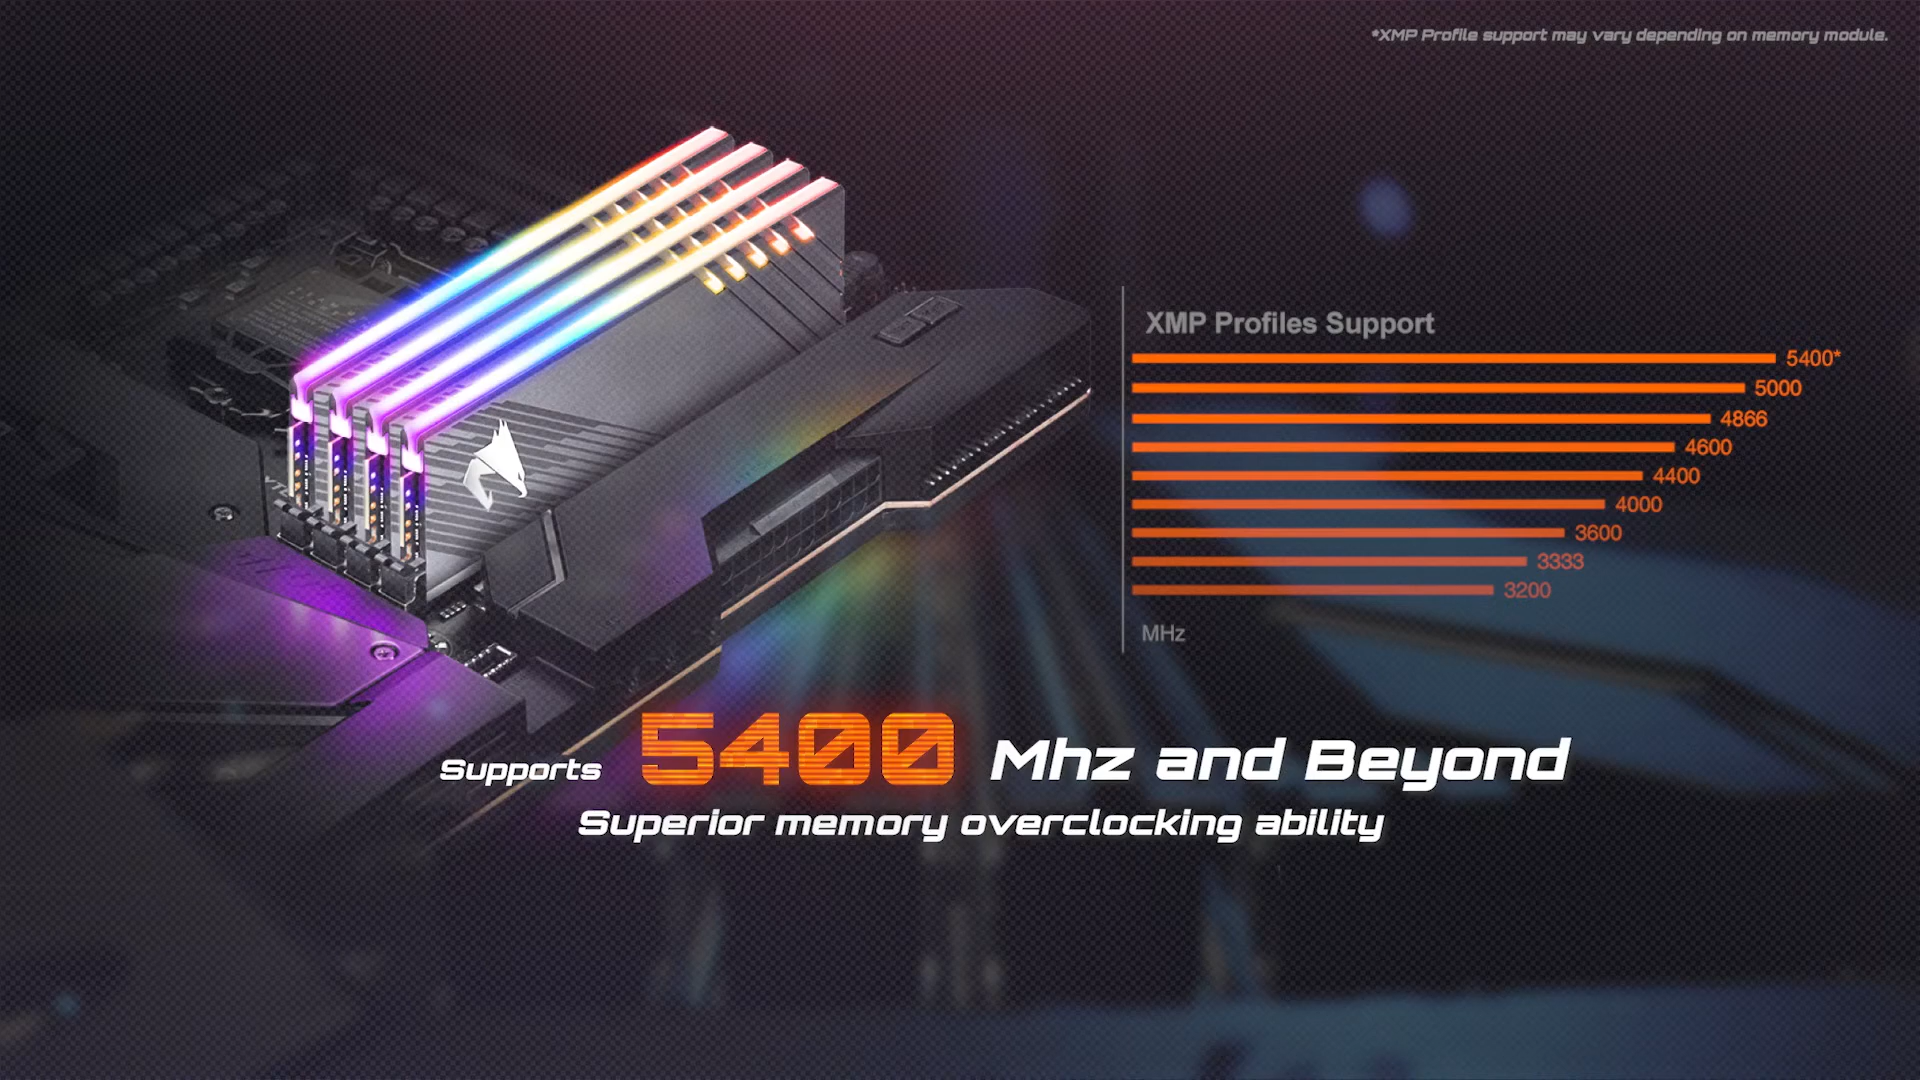 *XMP Profile support may vary depending on memory module.
XMP Profiles Support
5400*
5000
4866
4600
4400
4000
3600
3333
3200
MHz
Supports 5400 Mhz and Beyond
Superior memory overclocking ability